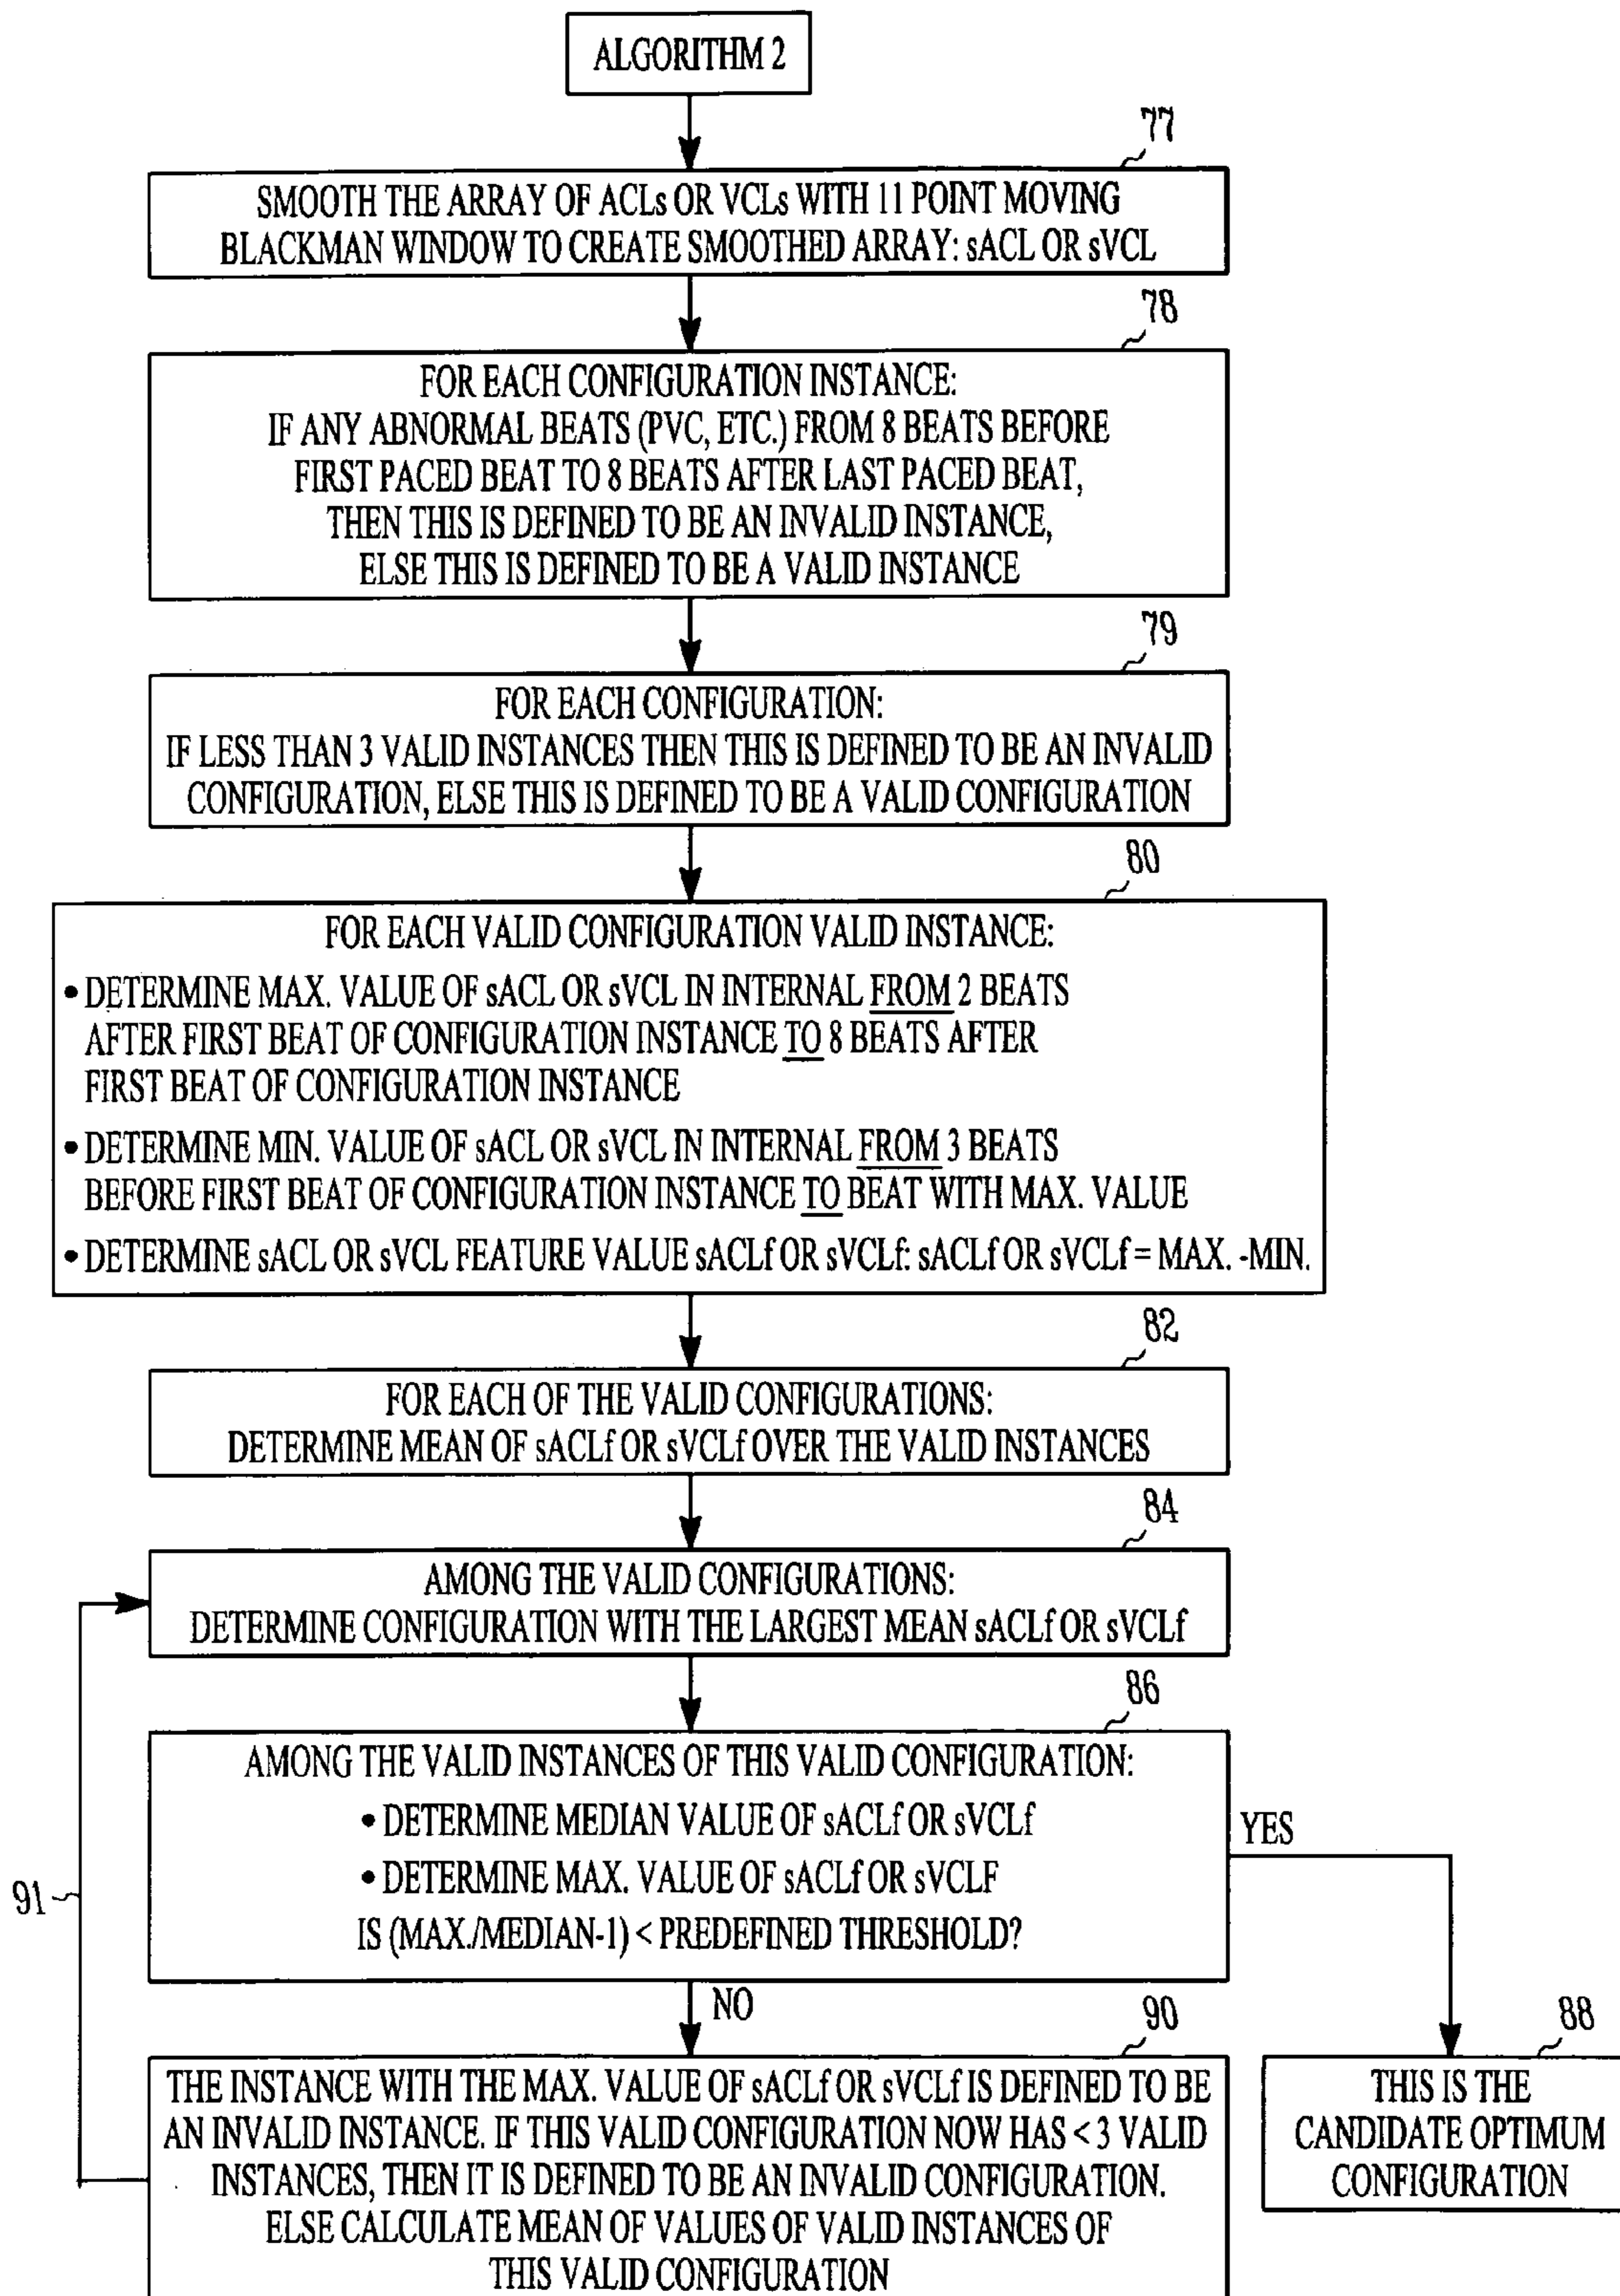 ALGORITHM 2
77
SMOOTH THE ARRAY OF ACLs OR VCLs WITH 11 POINT MOVING
BLACKMAN WINDOW TO CREATE SMOOTHED ARRAY: sACL OR sVCL
78
FOR EACH CONFIGURATION INSTANCE:
IF ANY ABNORMAL BEATS (PVC, ETC.) FROM 8 BEATS BEFORE
FIRST PACED BEAT TO 8 BEATS AFTER LAST PACED BEAT,
THEN THIS IS DEFINED TO BE AN INVALID INSTANCE,
ELSE THIS IS DEFINED TO BE A VALID INSTANCE
79
FOR EACH CONFIGURATION:
IF LESS THAN 3 VALID INSTANCES THEN THIS IS DEFINED TO BE AN INVALID
CONFIGURATION, ELSE THIS IS DEFINED TO BE A VALID CONFIGURATION
80
FOR EACH VALID CONFIGURATION VALID INSTANCE:
• DETERMINE MAX. VALUE OF sACL OR sVCL IN INTERNAL FROM 2 BEATS
AFTER FIRST BEAT OF CONFIGURATION INSTANCE TO 8 BEATS AFTER
FIRST BEAT OF CONFIGURATION INSTANCE
• DETERMINE MIN. VALUE OF sACL OR sVCL IN INTERNAL FROM 3 BEATS
BEFORE FIRST BEAT OF CONFIGURATION INSTANCE TO BEAT WITH MAX. VALUE
• DETERMINE sACL OR sVCL FEATURE VALUE sACLf OR sVCLf: sACLf OR sVCLf = MAX. -MIN.
82
FOR EACH OF THE VALID CONFIGURATIONS:
DETERMINE MEAN OF sACLf OR sVCLf OVER THE VALID INSTANCES
84
AMONG THE VALID CONFIGURATIONS:
DETERMINE CONFIGURATION WITH THE LARGEST MEAN sACLf OR sVCLf
86
AMONG THE VALID INSTANCES OF THIS VALID CONFIGURATION:
• DETERMINE MEDIAN VALUE OF sACLf OR sVCLf
• DETERMINE MAX. VALUE OF sACLf OR sVCLF
IS (MAX./MEDIAN-1) < PREDEFINED THRESHOLD?
YES
91
NO
90
THE INSTANCE WITH THE MAX. VALUE OF sACLf OR sVCLf IS DEFINED TO BE
AN INVALID INSTANCE. IF THIS VALID CONFIGURATION NOW HAS < 3 VALID
INSTANCES, THEN IT IS DEFINED TO BE AN INVALID CONFIGURATION.
ELSE CALCULATE MEAN OF VALUES OF VALID INSTANCES OF
THIS VALID CONFIGURATION
88
THIS IS THE
CANDIDATE OPTIMUM
CONFIGURATION